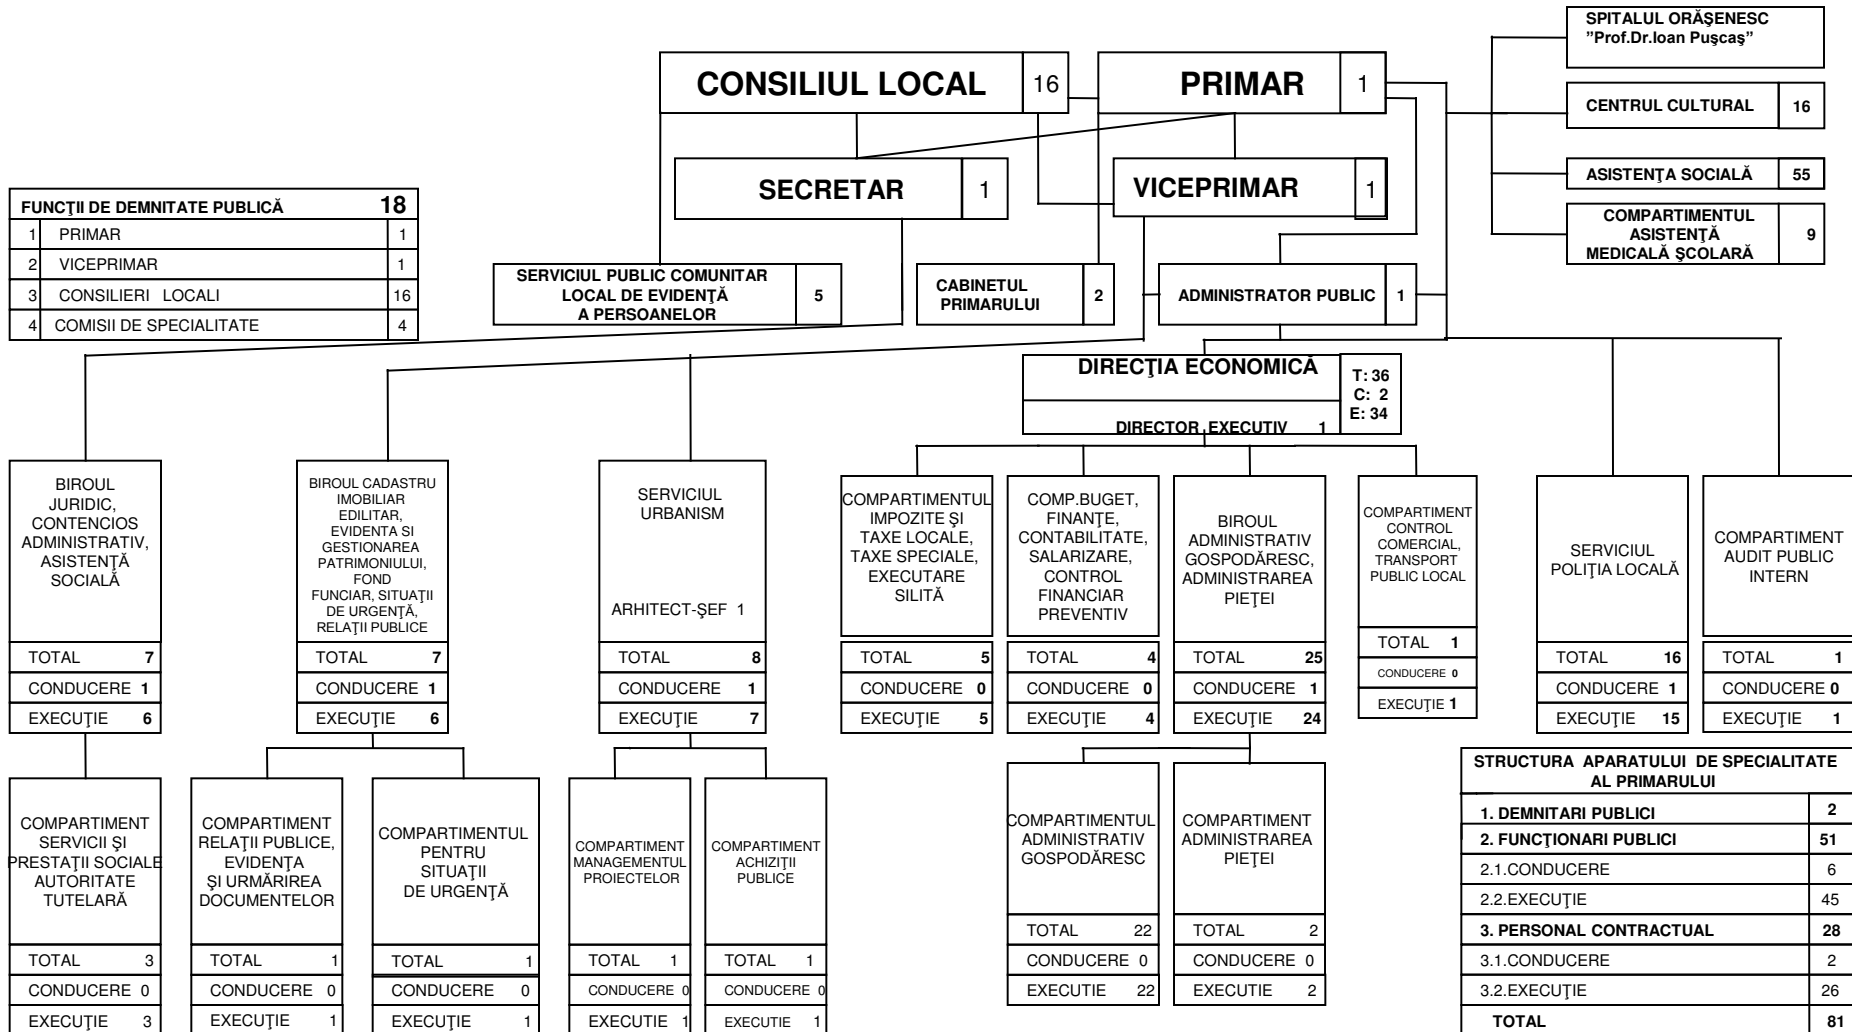 SPITALUL ORĂŞENESC
”Prof.Dr.Ioan Puşcaş”
CONSILIUL LOCAL 16
PRIMAR 1
CENTRUL CULTURAL 16
SECRETAR 1
VICEPRIMAR 1
ASISTENŢA SOCIALĂ 55
COMPARTIMENTUL
ASISTENŢĂ
MEDICALĂ ŞCOLARĂ 9
FUNCŢII DE DEMNITATE PUBLICĂ 18
1 PRIMAR 1
2 VICEPRIMAR 1
3 CONSILIERI LOCALI 16
4 COMISII DE SPECIALITATE 4
SERVICIUL PUBLIC COMUNITAR
LOCAL DE EVIDENŢĂ
A PERSOANELOR 5
CABINETUL
PRIMARULUI 2
ADMINISTRATOR PUBLIC 1
DIRECŢIA ECONOMICĂ
DIRECTOR EXECUTIV 1
T: 36
C: 2
E: 34
BIROUL
JURIDIC,
CONTENCIOS
ADMINISTRATIV,
ASISTENŢĂ
SOCIALĂ
TOTAL 7
CONDUCERE 1
EXECUŢIE 6
BIROUL CADASTRU
IMOBILIAR
EDILITAR,
EVIDENTA SI
GESTIONAREA
PATRIMONIULUI,
FOND
FUNCIAR, SITUAŢII
DE URGENŢĂ,
RELAŢII PUBLICE
TOTAL 7
CONDUCERE 1
EXECUŢIE 6
SERVICIUL
URBANISM
ARHITECT-ŞEF 1
TOTAL 8
CONDUCERE 1
EXECUŢIE 7
COMPARTIMENTUL
IMPOZITE ŞI
TAXE LOCALE,
TAXE SPECIALE,
EXECUTARE
SILITĂ
TOTAL 5
CONDUCERE 0
EXECUŢIE 5
COMP.BUGET,
FINANŢE,
CONTABILITATE,
SALARIZARE,
CONTROL
FINANCIAR
PREVENTIV
TOTAL 4
CONDUCERE 0
EXECUŢIE 4
BIROUL
ADMINISTRATIV
GOSPODĂRESC,
ADMINISTRAREA
PIEŢEI
TOTAL 25
CONDUCERE 1
EXECUŢIE 24
COMPARTIMENT
CONTROL
COMERCIAL,
TRANSPORT
PUBLIC LOCAL
TOTAL 1
CONDUCERE 0
EXECUŢIE 1
SERVICIUL
POLIŢIA LOCALĂ
TOTAL 16
CONDUCERE 1
EXECUŢIE 15
COMPARTIMENT
AUDIT PUBLIC
INTERN
TOTAL 1
CONDUCERE 0
EXECUŢIE 1
COMPARTIMENT
SERVICII ŞI
PRESTAŢII SOCIALE
AUTORITATE
TUTELARĂ
TOTAL 3
CONDUCERE 0
EXECUŢIE 3
COMPARTIMENT
RELAŢII PUBLICE,
EVIDENŢA
ŞI URMĂRIREA
DOCUMENTELOR
TOTAL 1
CONDUCERE 0
EXECUŢIE 1
COMPARTIMENTUL
PENTRU
SITUAŢII
DE URGENŢĂ
TOTAL 1
CONDUCERE 0
EXECUŢIE 1
COMPARTIMENT
MANAGEMENTUL
PROIECTELOR
TOTAL 1
CONDUCERE 0
EXECUTIE 1
COMPARTIMENT
ACHIZIŢII
PUBLICE
TOTAL 1
CONDUCERE 0
EXECUTIE 1
COMPARTIMENTUL
ADMINISTRATIV
GOSPODĂRESC
TOTAL 22
CONDUCERE 0
EXECUTIE 22
COMPARTIMENT
ADMINISTRAREA
PIEŢEI
TOTAL 2
CONDUCERE 0
EXECUTIE 2
STRUCTURA APARATULUI DE SPECIALITATE
AL PRIMARULUI
1. DEMNITARI PUBLICI 2
2. FUNCŢIONARI PUBLICI 51
2.1.CONDUCERE 6
2.2.EXECUŢIE 45
3. PERSONAL CONTRACTUAL 28
3.1.CONDUCERE 2
3.2.EXECUŢIE 26
TOTAL 81